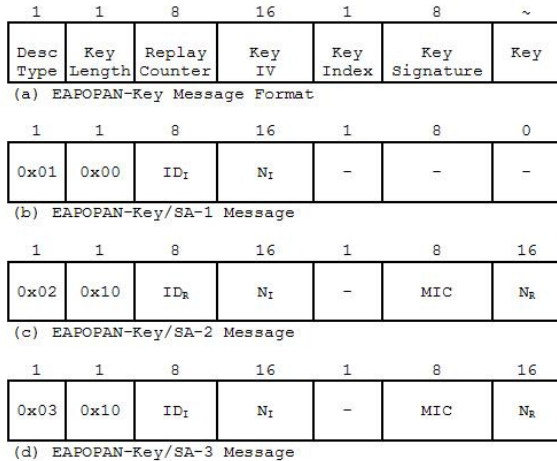 1 1 8 16 1 8 ~
Desc Type Key Length Replay Counter Key IV Key Index Key Signature Key
(a) EAPOPAN-Key Message Format
1 1 8 16 1 8 0
0x01 0x00 IDI NI - - -
(b) EAPOPAN-Key/SA-1 Message
1 1 8 16 1 8 16
0x02 0x10 IDR NI - MIC NR
(c) EAPOPAN-Key/SA-2 Message
1 1 8 16 1 8 16
0x03 0x10 IDI NI - MIC NR
(d) EAPOPAN-Key/SA-3 Message